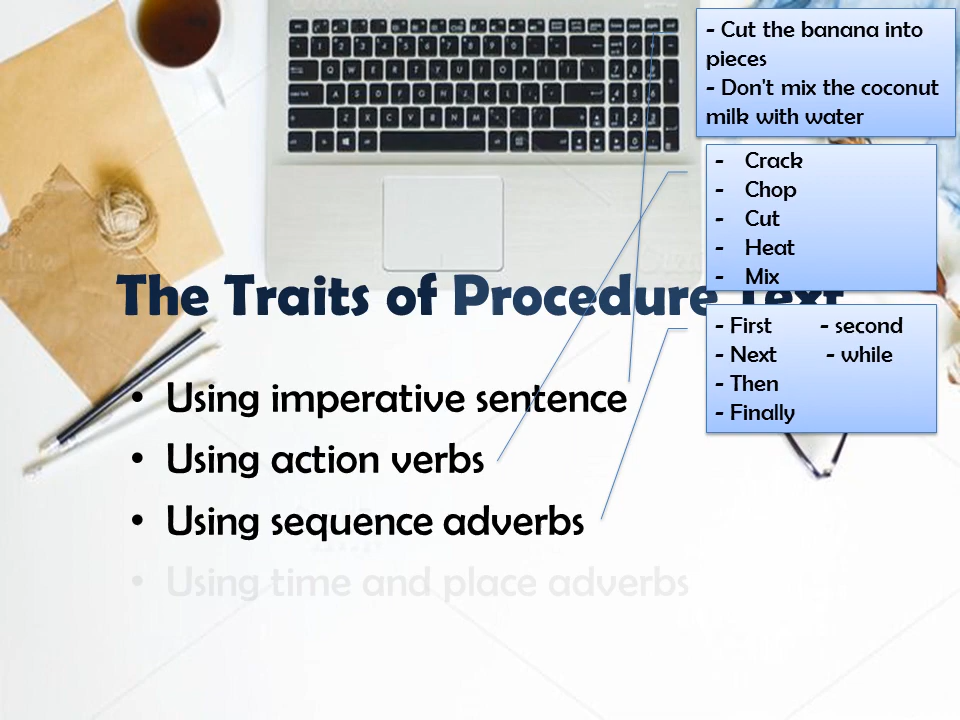 The Traits of Procedure Text
• Using imperative sentence
• Using action verbs
• Using sequence adverbs
• Using time and place adverbs
- Cut the banana into
pieces
- Don't mix the coconut
milk with water
- Crack
- Chop
- Cut
- Heat
- Mix
- First - second
- Next - while
- Then
- Finally